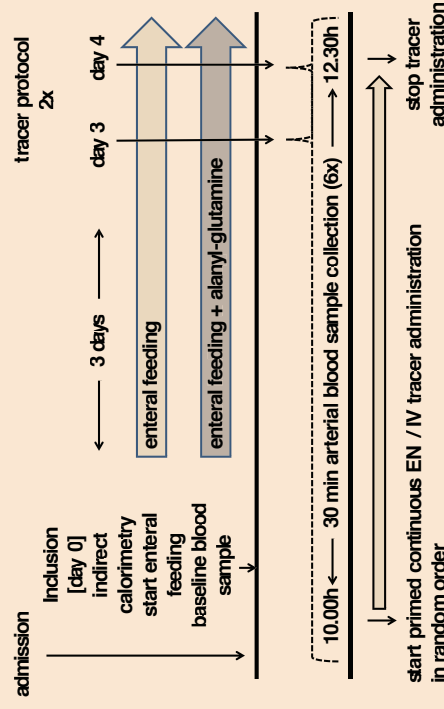 admission
Inclusion
[day 0]
indirect
calorimetry
start enteral
feeding
baseline blood
sample
3 days
tracer protocol
2x
day 3
day 4
enteral feeding
enteral feeding + alanyl-glutamine
10.00h
30 min arterial blood sample collection (6x)
12.30h
start primed continuous EN / IV tracer administration
in random order
stop tracer
administration